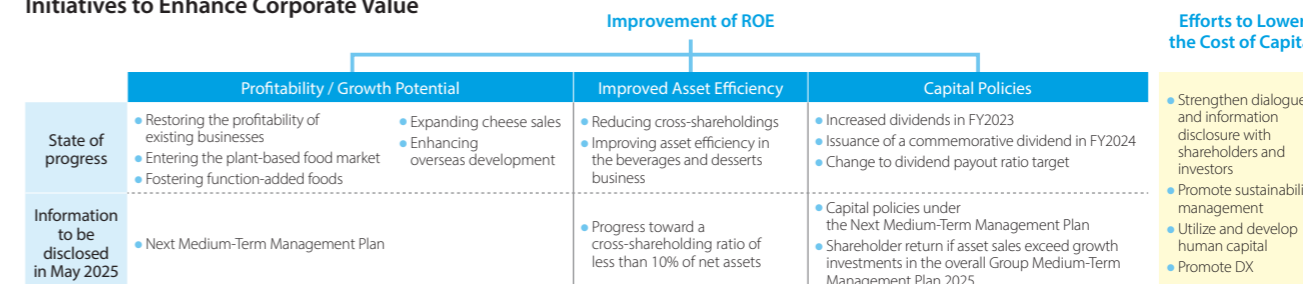 Initiatives to Enhance Corporate Value
Improvement of ROE
Efforts to Lower
the Cost of
Profitability / Growth Potential
Improved Asset Efficiency
Capital Policies
State of
progress
• Restoring the profitability of
existing businesses
• Entering the plant-based food market
• Fostering function-added foods
• Expanding cheese sales
• Enhancing
overseas development
• Reducing cross-shareholdings
• Improving asset efficiency in
the beverages and desserts
business
• Increased dividends in FY2023
• Issuance of a commemorative dividend in FY2024
• Change to dividend payout ratio target
Information
to be
disclosed
in May 2025
• Next Medium-Term Management Plan
• Progress toward a
cross-shareholding ratio of
less than 10% of net assets
• Capital policies under
the Next Medium-Term Management Plan
• Shareholder return if asset sales exceed growth
investments in the overall Group Medium-Term
Management Plan 2025
• Strengthen dialogue
and information
disclosure with
shareholders and
investors
• Promote
management
• Utilize and develop
human capital
• Promote DX